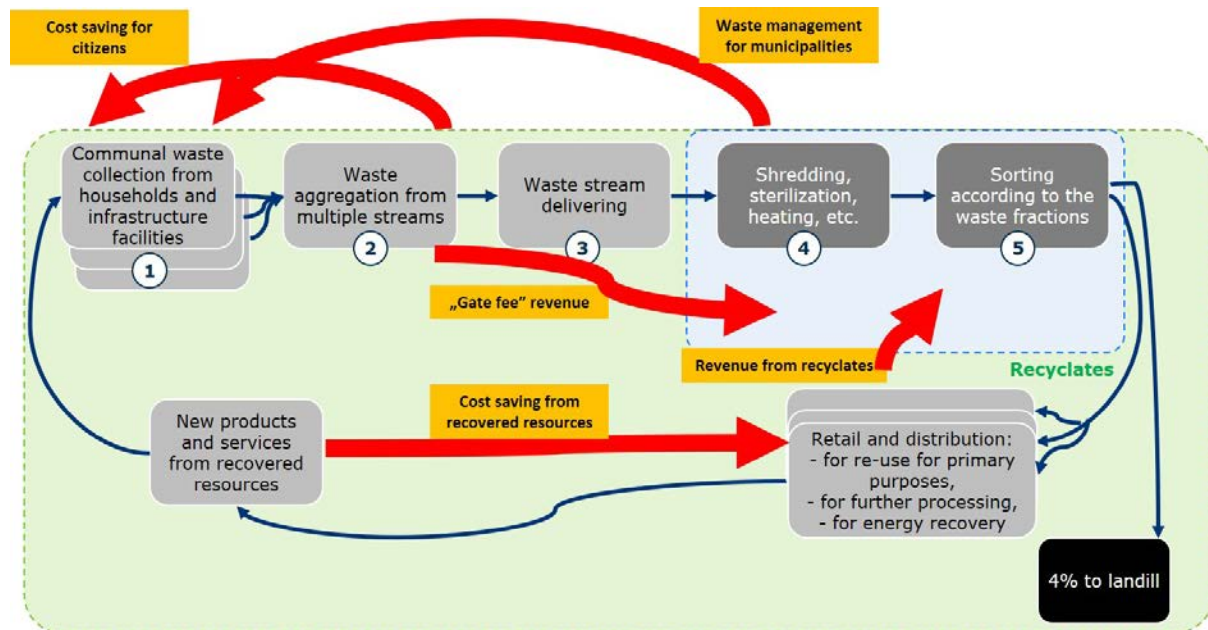 Cost saving for
citizens
Waste management
for municipalities
Communal waste
collection from
households and
infrastructure
facilities
1
Waste
aggregation from
multiple streams
2
Waste stream
delivering
3
Shredding,
sterilization,
heating, etc.
4
Sorting
according to the
waste fractions
5
„Gate fee” revenue
Revenue from recyclates
Recyclates
Cost saving from
recovered resources
New products
and services
from recovered
resources
Retail and distribution:
- for re-use for primary
purposes,
- for further processing,
- for energy recovery
4% to landill